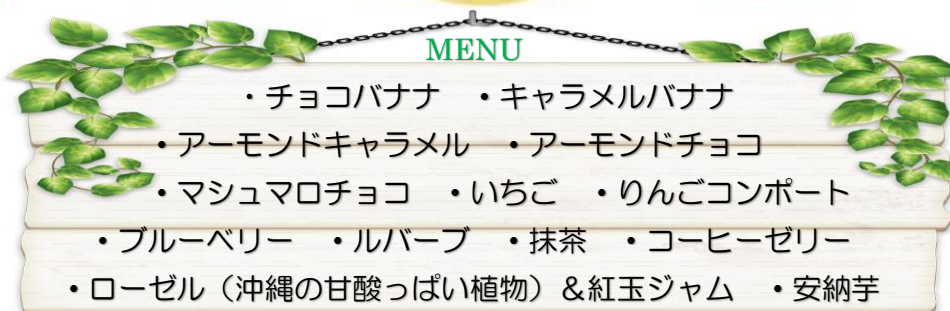 MENU
・チョコバナナ　・キャラメルバナナ
・アーモンドキャラメル　・アーモンドチョコ
・マシュマロチョコ　・いちご　・りんごコンポート
・ブルーベリー　・ルバーブ　・抹茶　・コーヒーゼリー
・ローゼル（沖縄の甘酸っぱい植物）＆紅玉ジャム　・安納芋